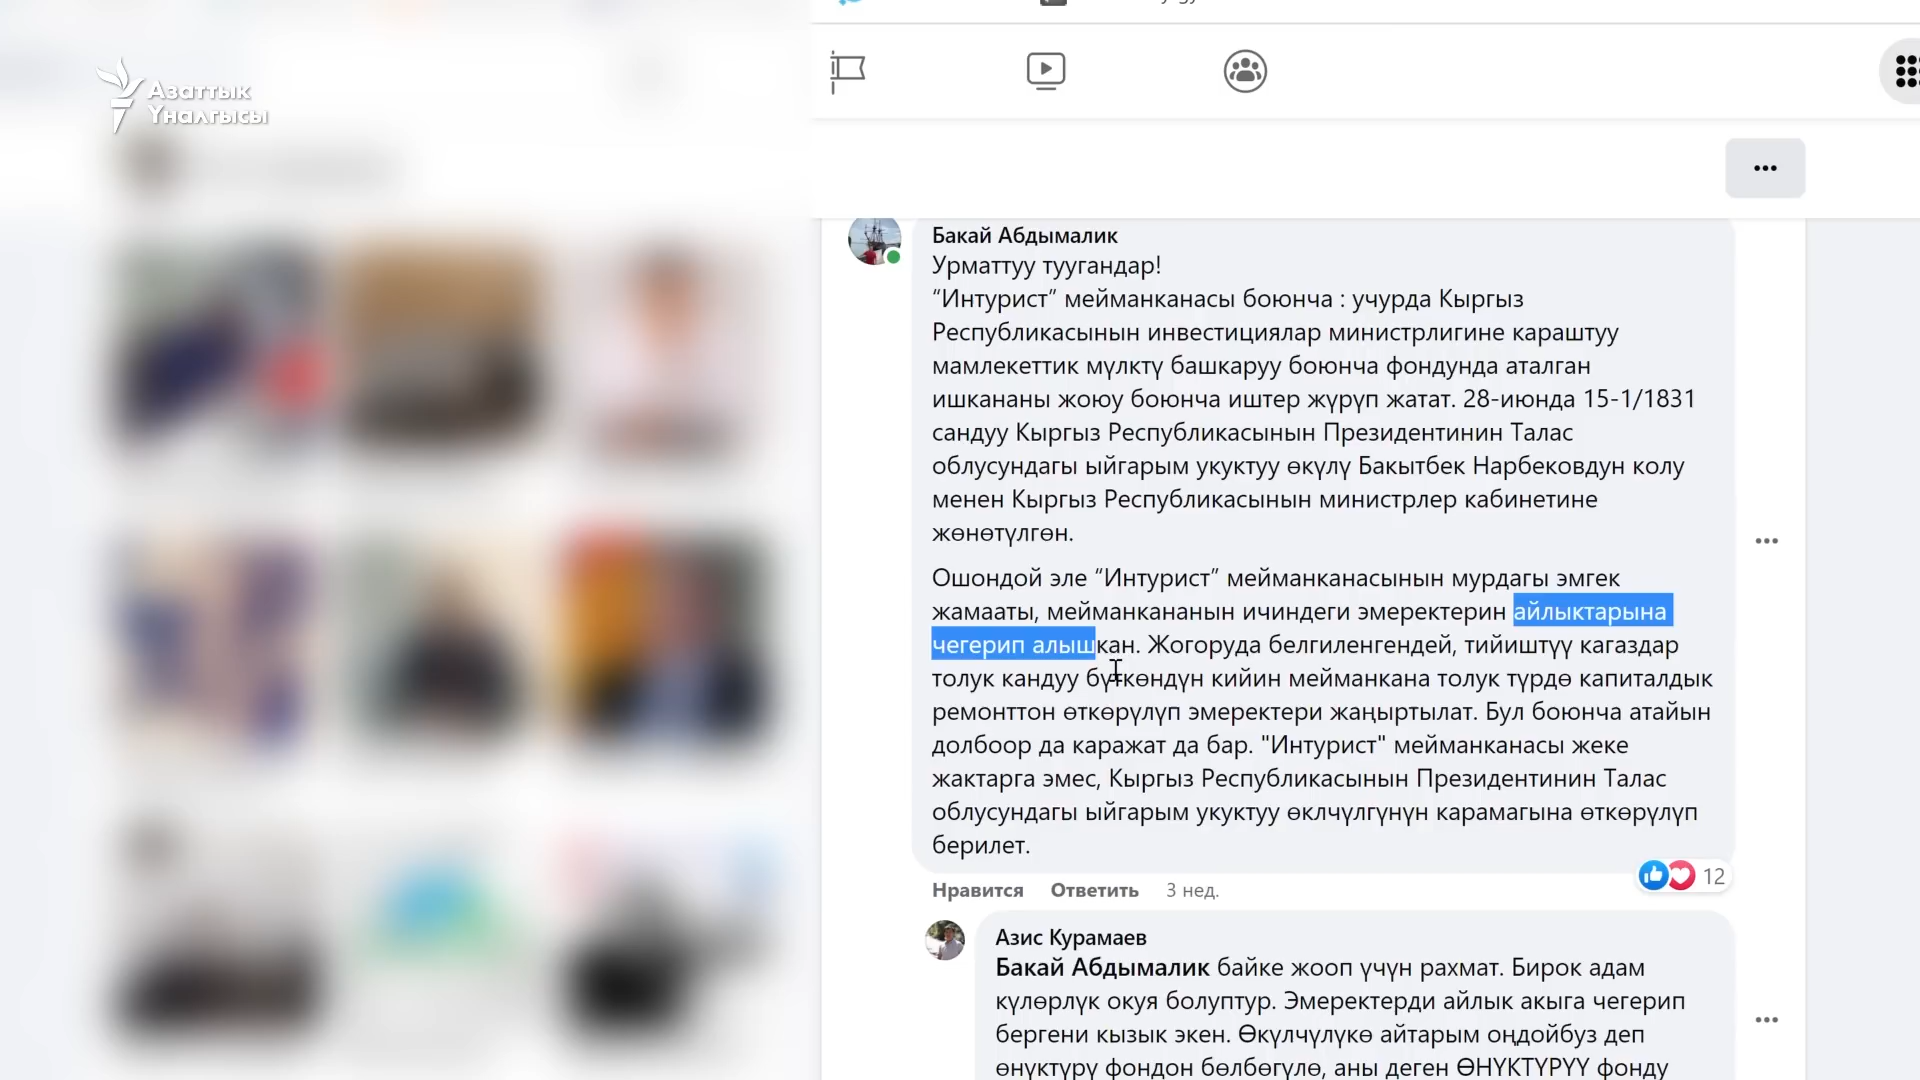 Азаттык
Үналгысы
Бакай Абдымалик
Урматтуу туугандар!
“Интурист” мейманканасы боюнча : учурда Кыргыз
Республикасынын инвестициялар министрлигине караштуу
мамлекеттик мүлктү башкаруу боюнча фондунда аталган
ишкананы жоюу боюнча иштер жүрүп жатат. 28-июнда 15-1/1831
сандуу Кыргыз Республикасынын Президентинин Талас
облусундагы ыйгарым укуктуу өкүлү Бакытбек Нарбековдун колу
менен Кыргыз Республикасынын министрлер кабинетине
жөнөтүлгөн.
Ошондой эле “Интурист” мейманканасынын мурдагы эмгек
жамааты, мейманкананын ичиндеги эмеректерин айлыктарына
чегерип алышкан. Жогоруда белгиленгендей, тийиштүү кагаздар
толук кандуу бүткөндүн кийин мейманкана толук түрдө капиталдык
ремонттон өткөрүлүп эмеректери жаңыртылат. Бул боюнча атайын
долбоор да каражат да бар. "Интурист" мейманканасы жеке
жактарга эмес, Кыргыз Республикасынын Президентинин Талас
облусундагы ыйгарым укуктуу өклчүлгүнүн карамагына өткөрүлүп
берилет.
12
Нравится Ответить 3 нед.
Азис Курамаев
Бакай Абдымалик байке жооп үчүн рахмат. Бирок адам
күлөрлүк окуя болуптур. Эмеректерди айлык акыга чегерип
бергени кызык экен. Өкүлчүлүкө айтарым оңдойбуз деп
өнүктүрү фондон бөлбөгүлө, аны деген ӨНҮКТҮРҮҮ фонду